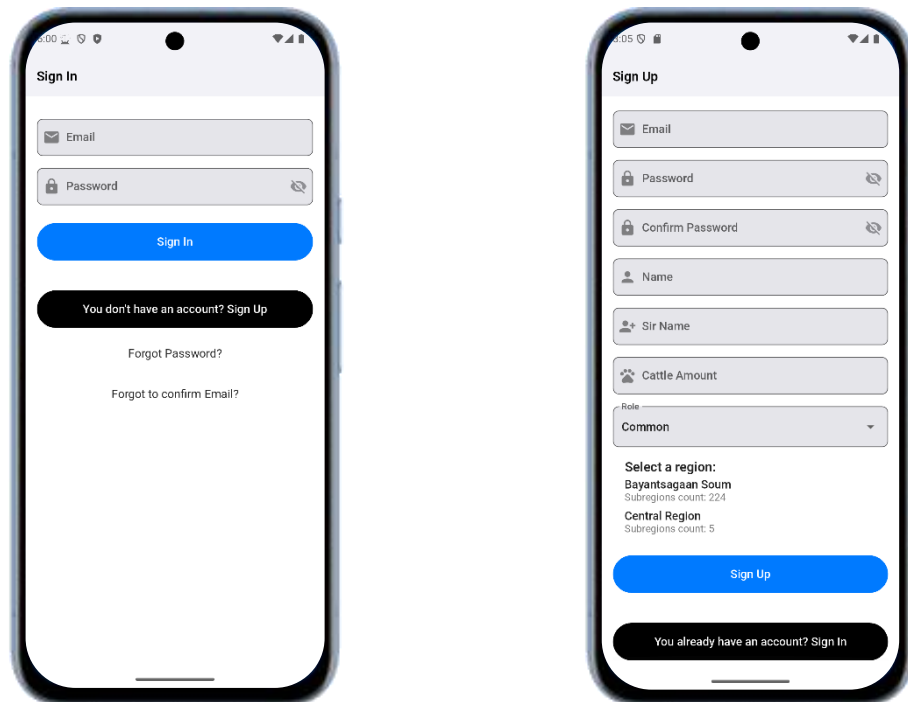 :00
Sign In
Email
Password
Sign In
You don't have an account? Sign Up
Forgot Password?
Forgot to confirm Email?
:05
Sign Up
Email
Password
Confirm Password
Name
Sir Name
Cattle Amount
Role
Common
Select a region:
Bayantsagaan Soum
Subregions count: 224
Central Region
Subregions count: 5
Sign Up
You already have an account? Sign In